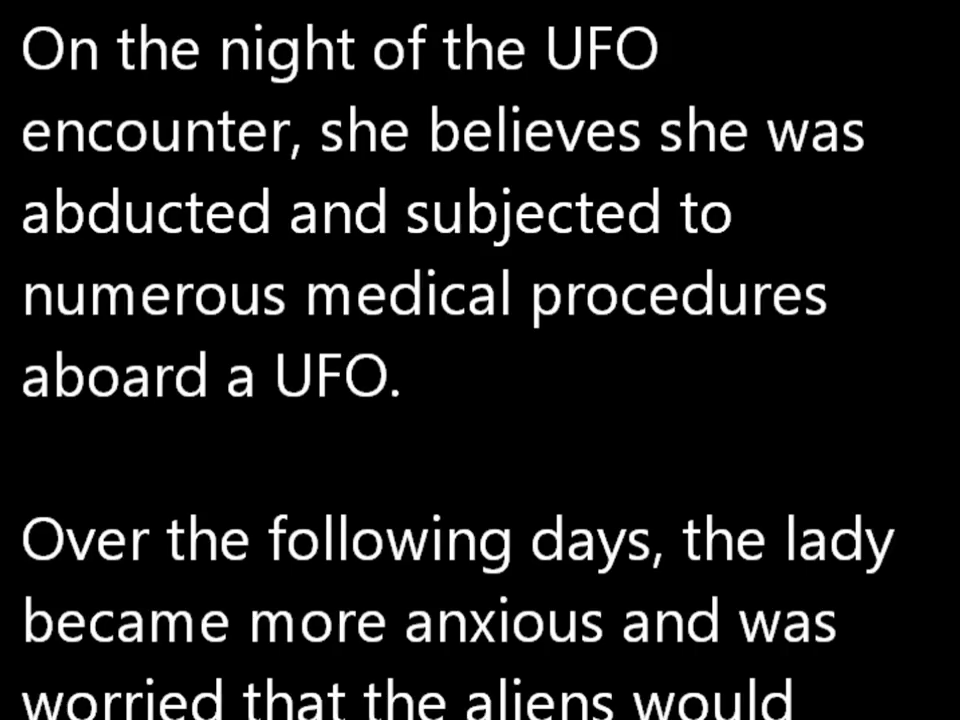 On the night of the UFO
encounter, she believes she was
abducted and subjected to
numerous medical procedures
aboard a UFO.
Over the following days, the lady
became more anxious and was
worried that the aliens would